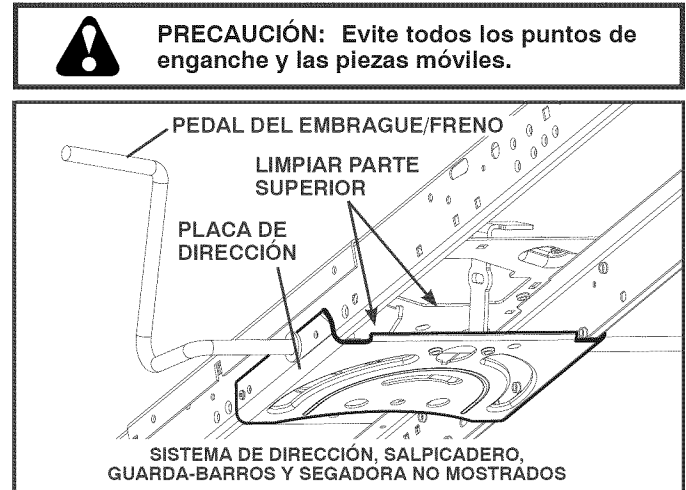 PRECAUCIÓN: Evite todos los puntos de
enganche y las piezas móviles.
PEDAL DEL EMBRAGUE/FRENO
LIMPIAR PARTE
SUPERIOR
PLACA DE
DIRECCIÓN
SISTEMA DE DIRECCIÓN, SALPICADERO,
GUARDA-BARROS Y SEGADORA NO MOSTRADOS